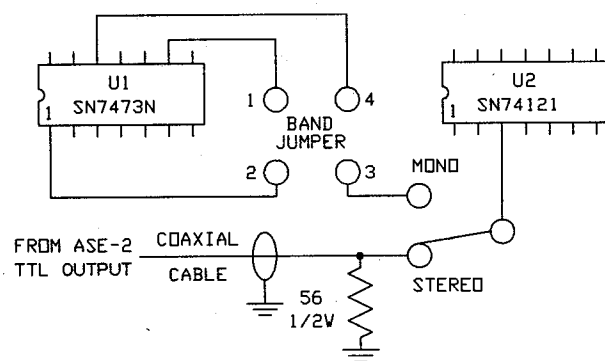 U1
SN7473N
1
U2
SN74121
1
1
4
BAND
JUMPER
2
3
MONO
FROM ASE-2
TTL OUTPUT
COAXIAL
CABLE
STEREO
56
1/2W